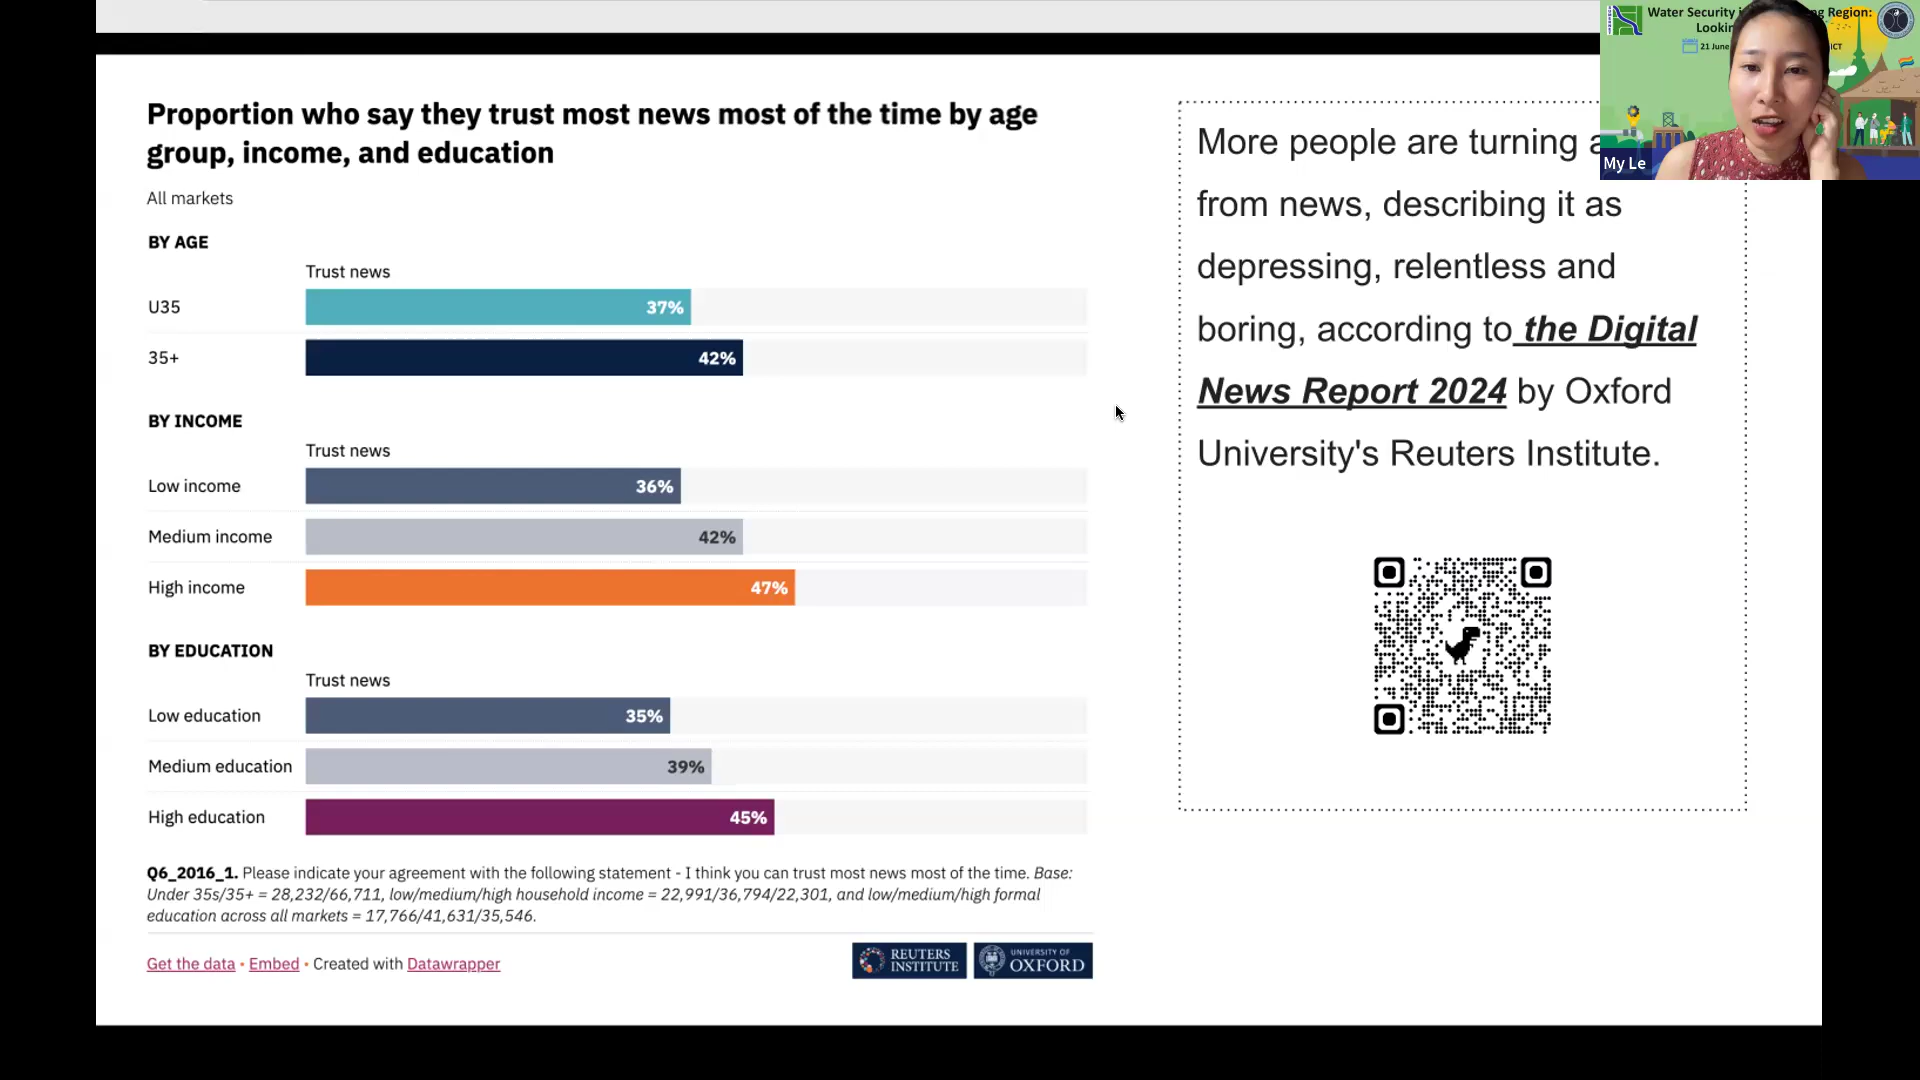 Proportion who say they trust most news most of the time by age
group, income, and education
All markets
BY AGE
Trust news
U35
37%
35+
42%
BY INCOME
Trust news
Low income
36%
Medium income
42%
High income
47%
BY EDUCATION
Trust news
Low education
35%
Medium education
39%
High education
45%
Q6_2016_1. Please indicate your agreement with the following statement - I think you can trust most news most of the time. Base:
Under 35s/35+ = 28,232/66,711, low/medium/high household income = 22,991/36,794/22,301, and low/medium/high formal
education across all markets = 17,766/41,631/35,546.
Get the data • Embed • Created with Datawrapper
REUTERS
INSTITUTE
UNIVERSITY OF
OXFORD
More people are turning
from news, describing it as
depressing, relentless and
boring, according to the Digital
News Report 2024 by Oxford
University's Reuters Institute.
Water Security Region:
21 June
My Le